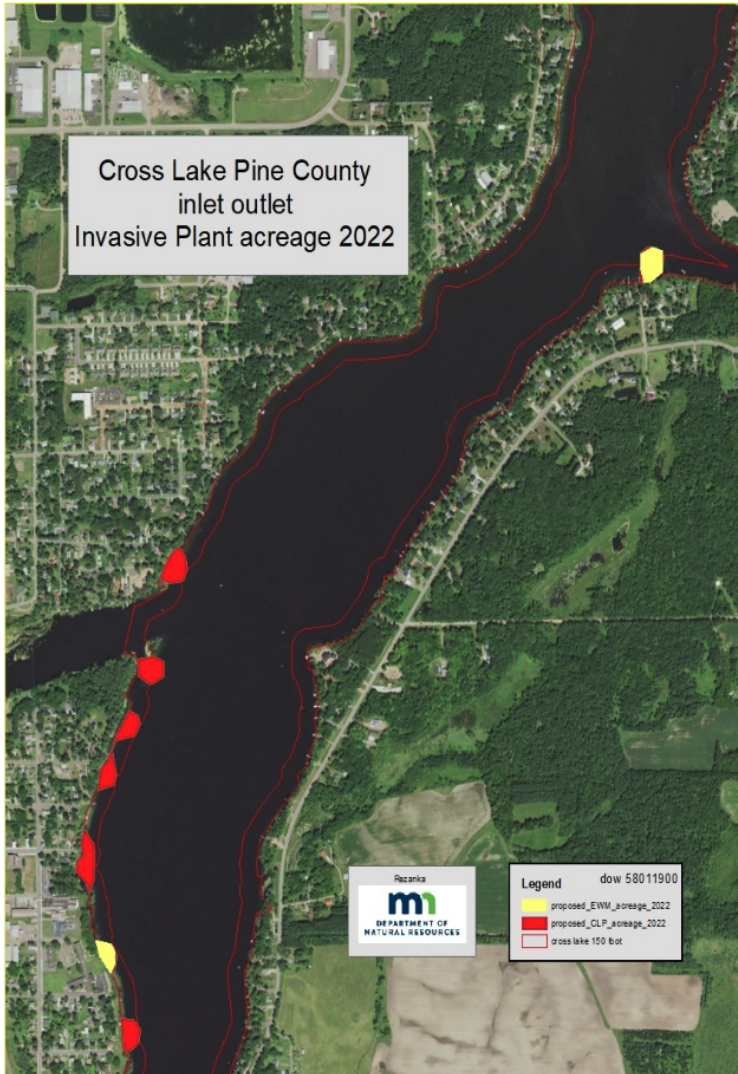 Cross Lake Pine County
inlet outlet
Invasive Plant acreage 2022
Rezanka
mn
DEPARTMENT OF
NATURAL RESOURCES
Legend
dow 58011900
proposed_EWM_acreage_2022
proposed_CLP_acreage_2022
cross lake 150 foot